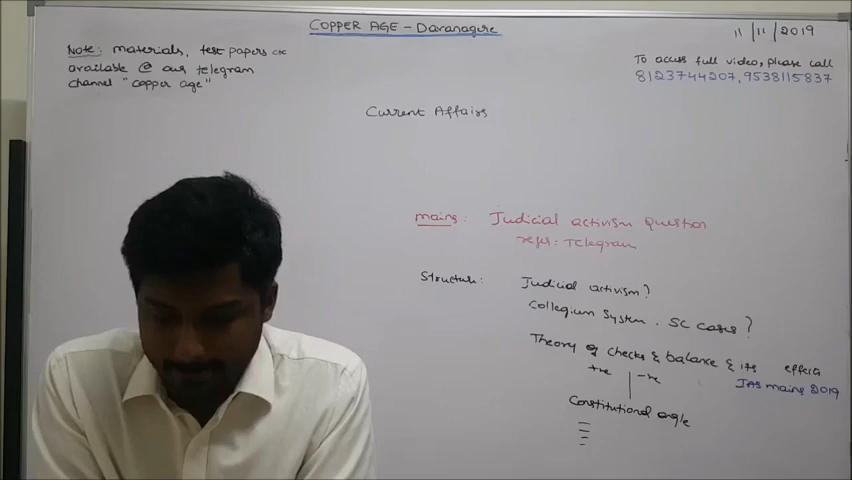 COPPER AGE - Davanagere
11/11/2019
Note: materials, test papers etc
available @ our telegram
channel "copper age"
To access full video, please call
8123744207, 9538115837
Current Affairs
mains: Judicial activism Question
refer: Telegram
Structure: Judicial activism?
Collegium System. SC cases?
Theory of checks & balance & its effects
+ve -ve
IAS mains 2019
Constitutional angle